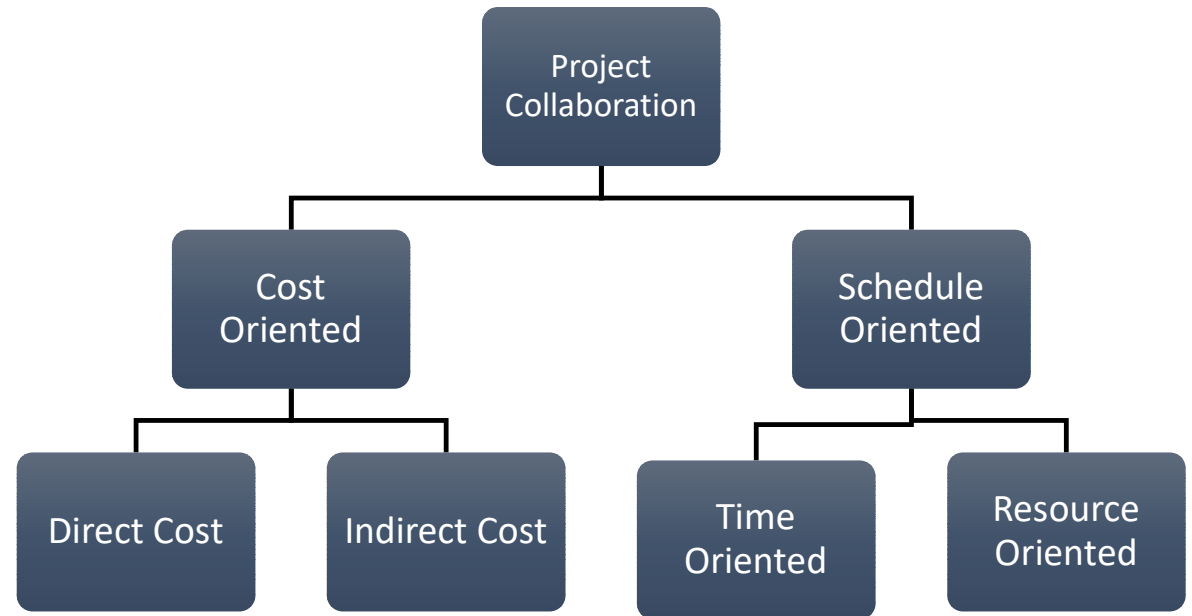 Project
Collaboration
Cost
Oriented
Schedule
Oriented
Direct Cost
Indirect Cost
Time
Oriented
Resource
Oriented